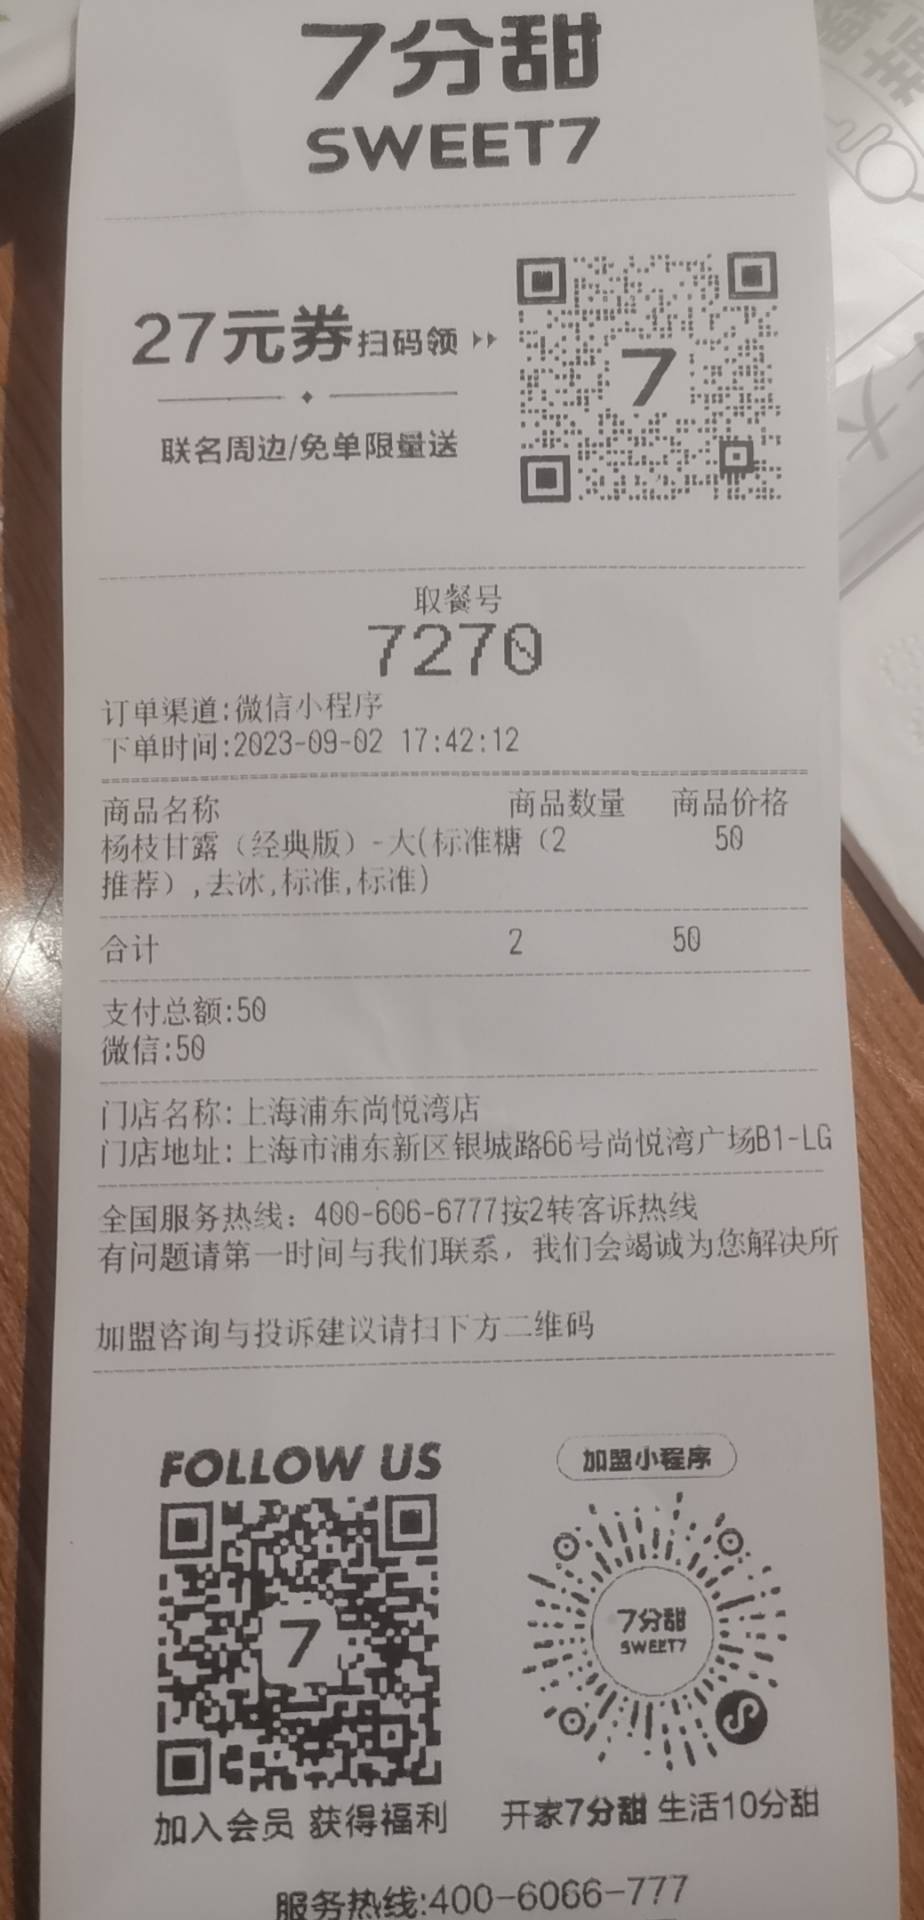 7分甜
SWEET7
27元券扫码领
联名周边/免单限量送
7
取餐号
7270
订单渠道:微信小程序
下单时间:2023-09-02 17:42:12
商品名称 商品数量 商品价格
杨枝甘露（经典版）-大(标准糖（2 50
推荐）,去冰,标准,标准)
合计 2 50
支付总额:50
微信:50
门店名称:上海浦东尚悦湾店
门店地址:上海市浦东新区银城路66号尚悦湾广场B1-LG
全国服务热线：400-606-6777按2转客诉热线
有问题请第一时间与我们联系，我们会竭诚为您解决所
加盟咨询与投诉建议请扫下方二维码
FOLLOW US
加盟小程序
7
7分甜
SWEET7
加入会员 获得福利
开家7分甜 生活10分甜
服务热线:400-6066-777